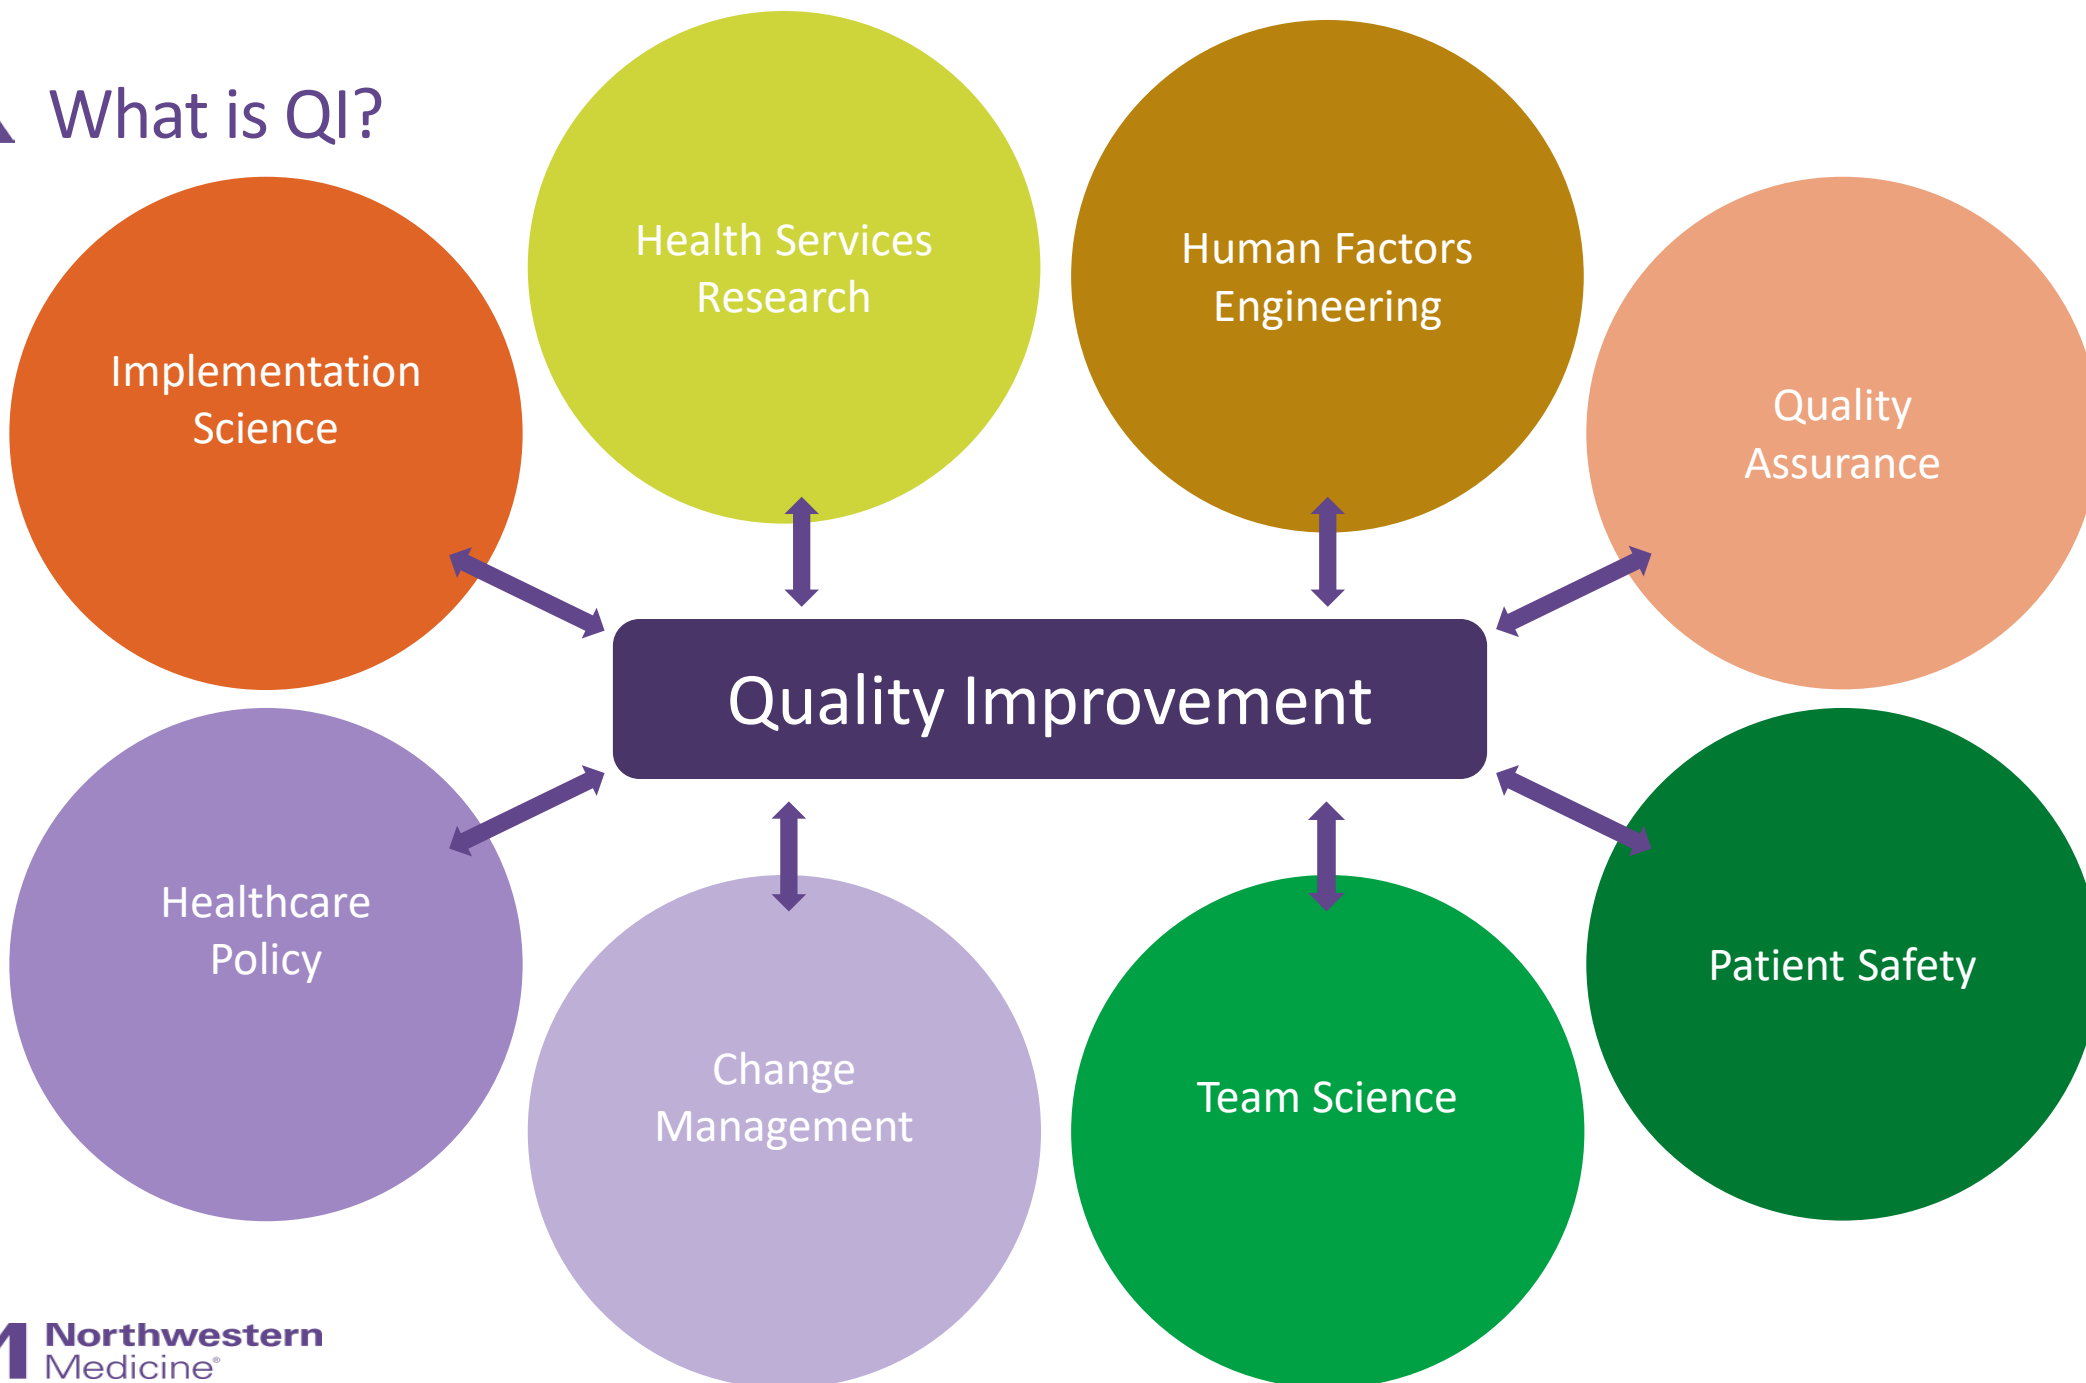 What is QI?
Health Services
Research
Human Factors
Engineering
Implementation
Science
Quality
Assurance
Quality Improvement
Healthcare
Policy
Change
Management
Team Science
Patient Safety
Northwestern
Medicine®